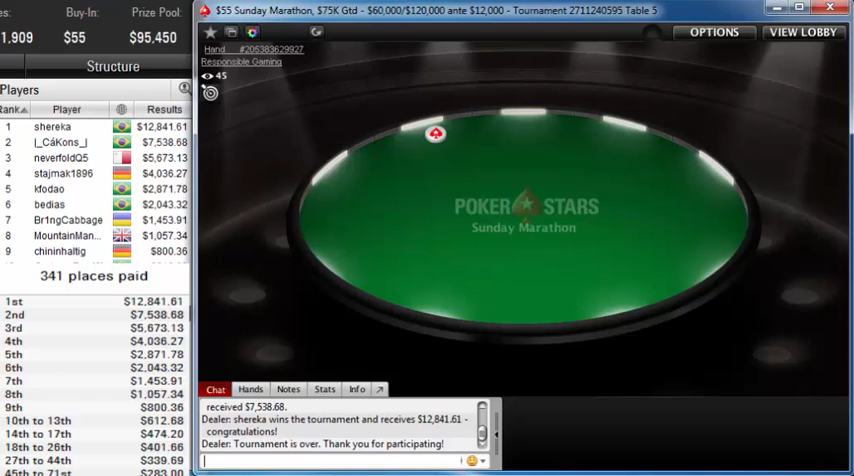 es:
Buy-In:
Prize Pool:
1,909
$55
$95,450
Structure
Players
Rank
Player
Results
1 shereka $12,841.61
2 |_CáKons_| $7,538.68
3 neverfoldQ5 $5,673.13
4 stajmak1896 $4,036.27
5 kfodao $2,871.78
6 bedias $2,043.32
7 Br1ngCabbage $1,453.91
8 MountainMan... $1,057.34
9 chininhaltig $800.36
341 places paid
1st $12,841.61
2nd $7,538.68
3rd $5,673.13
4th $4,036.27
5th $2,871.78
6th $2,043.32
7th $1,453.91
8th $1,057.34
9th $800.36
10th to 13th $612.68
14th to 17th $474.20
18th to 26th $401.66
27th to 44th $339.69
45th to 71st $283.00
$55 Sunday Marathon, $75K Gtd - $60,000/$120,000 ante $12,000 - Tournament 2711240595 Table 5
OPTIONS
VIEW LOBBY
Hand #205383629927
Responsible Gaming
45
POKER STARS
Sunday Marathon
Chat
Hands
Notes
Stats
Info
received $7,538.68.
Dealer: shereka wins the tournament and receives $12,841.61 -
congratulations!
Dealer: Tournament is over. Thank you for participating!